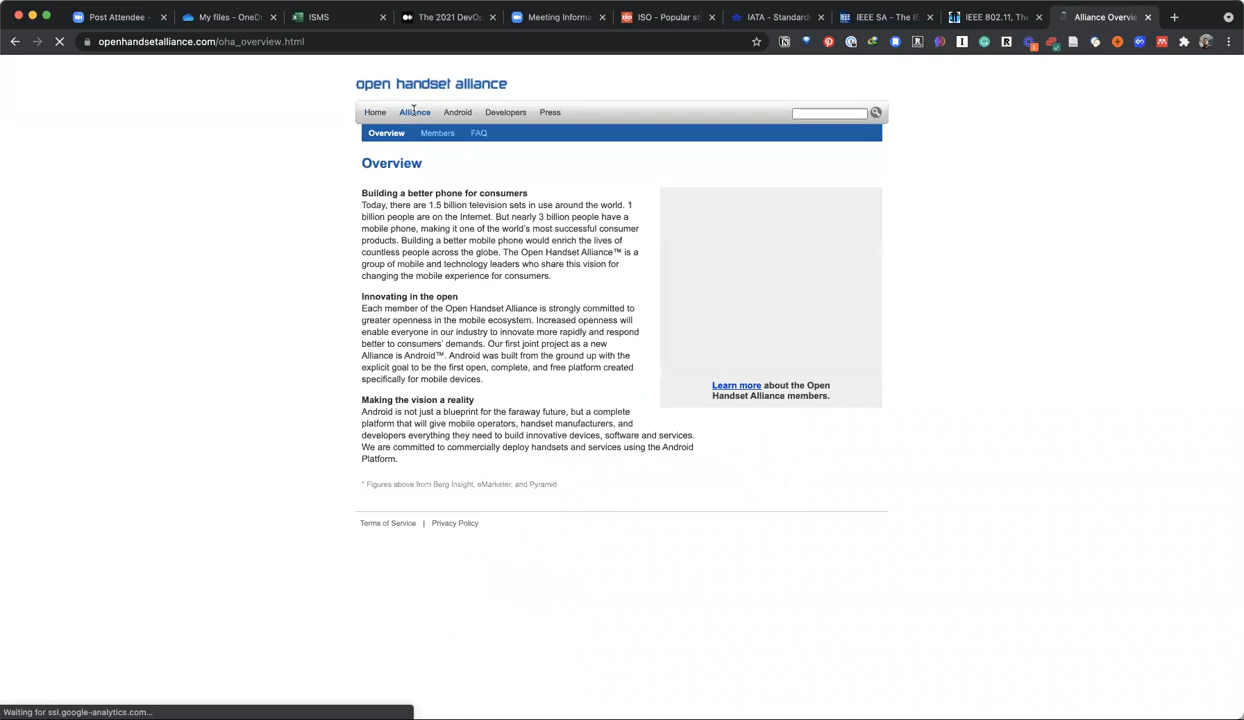 Post Attendee -
My files - OneDr
ISMS
The 2021 DevOp
Meeting Informa
ISO - Popular st
IATA - Standard
IEEE SA - The IE
IEEE 802.11, The
Alliance Overvie
openhandsetalliance.com/oha_overview.html
open handset alliance
Home Alliance Android Developers Press
Overview Members FAQ
Overview
Building a better phone for consumers
Today, there are 1.5 billion television sets in use around the world. 1
billion people are on the Internet. But nearly 3 billion people have a
mobile phone, making it one of the world's most successful consumer
products. Building a better mobile phone would enrich the lives of
countless people across the globe. The Open Handset Alliance™ is a
group of mobile and technology leaders who share this vision for
changing the mobile experience for consumers.
Innovating in the open
Each member of the Open Handset Alliance is strongly committed to
greater openness in the mobile ecosystem. Increased openness will
enable everyone in our industry to innovate more rapidly and respond
better to consumers' demands. Our first joint project as a new
Alliance is Android™. Android was built from the ground up with the
explicit goal to be the first open, complete, and free platform created
specifically for mobile devices.
Learn more about the Open
Handset Alliance members.
Making the vision a reality
Android is not just a blueprint for the faraway future, but a complete
platform that will give mobile operators, handset manufacturers, and
developers everything they need to build innovative devices, software and services.
We are committed to commercially deploy handsets and services using the Android
Platform.
* Figures above from Berg Insight, eMarketer, and Pyramid
Terms of Service | Privacy Policy
Waiting for ssl.google-analytics.com...